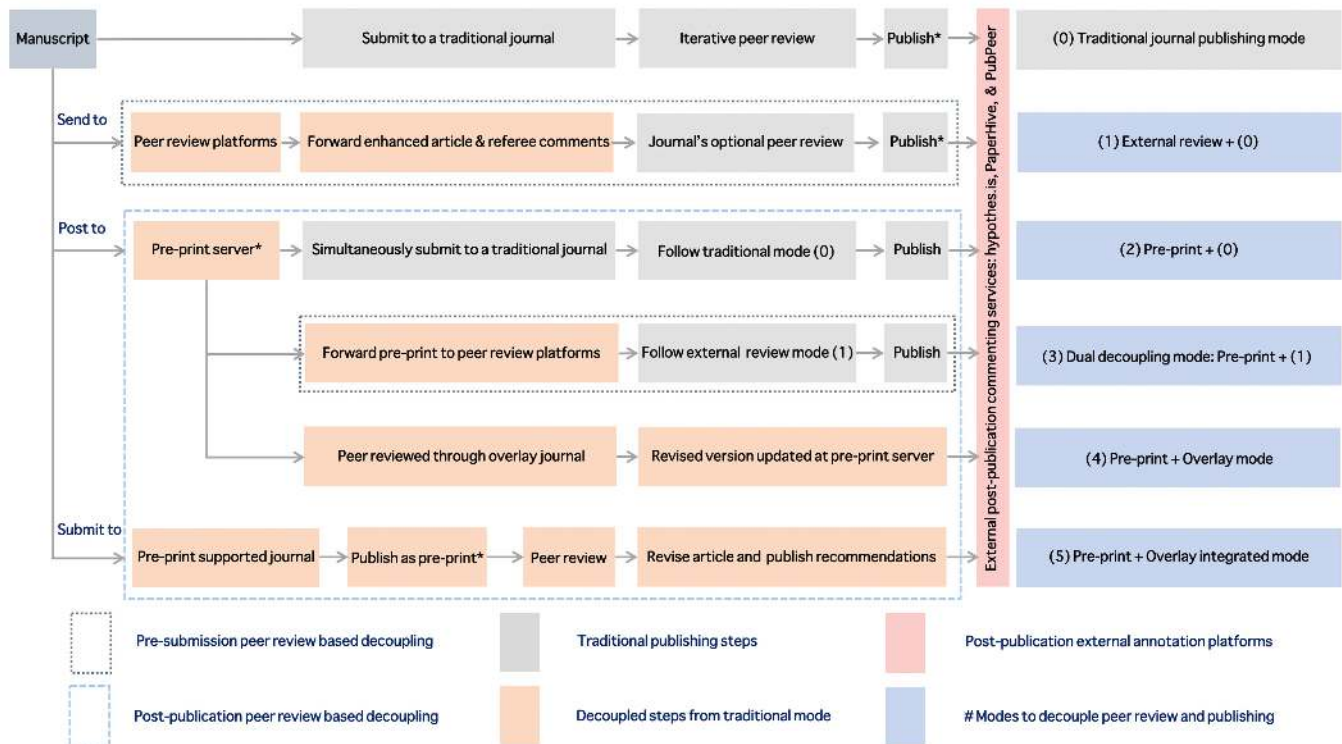 Manuscript
Submit to a traditional journal
Iterative peer review
Publish*
(0) Traditional journal publishing mode
Send to
Peer review platforms
Forward enhanced article & referee comments
Journal's optional peer review
Publish*
(1) External review + (0)
Post to
Pre-print server*
Simultaneously submit to a traditional journal
Follow traditional mode (0)
Publish
(2) Pre-print + (0)
Forward pre-print to peer review platforms
Follow external review mode (1)
Publish
(3) Dual decoupling mode: Pre-print + (1)
Peer reviewed through overlay journal
Revised version updated at pre-print server
(4) Pre-print + Overlay mode
Submit to
Pre-print supported journal
Publish as pre-print*
Peer review
Revise article and publish recommendations
(5) Pre-print + Overlay integrated mode
External post-publication commenting services: hypothes.is, PaperHive, & PubPeer
Pre-submission peer review based decoupling
Traditional publishing steps
Post-publication external annotation platforms
Post-publication peer review based decoupling
Decoupled steps from traditional mode
# Modes to decouple peer review and publishing